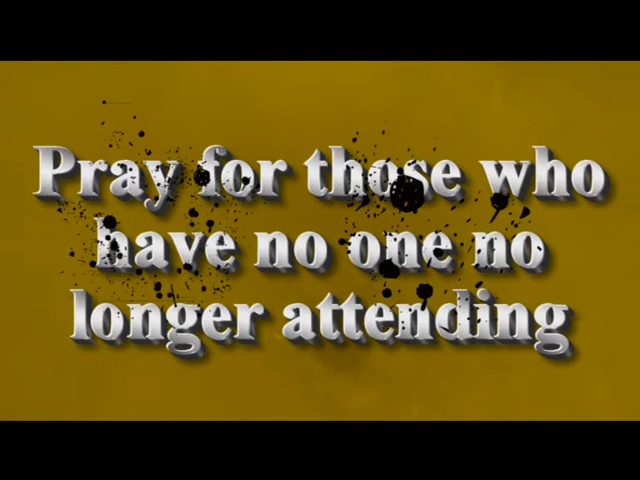 Pray for those who
have no one no
longer attending